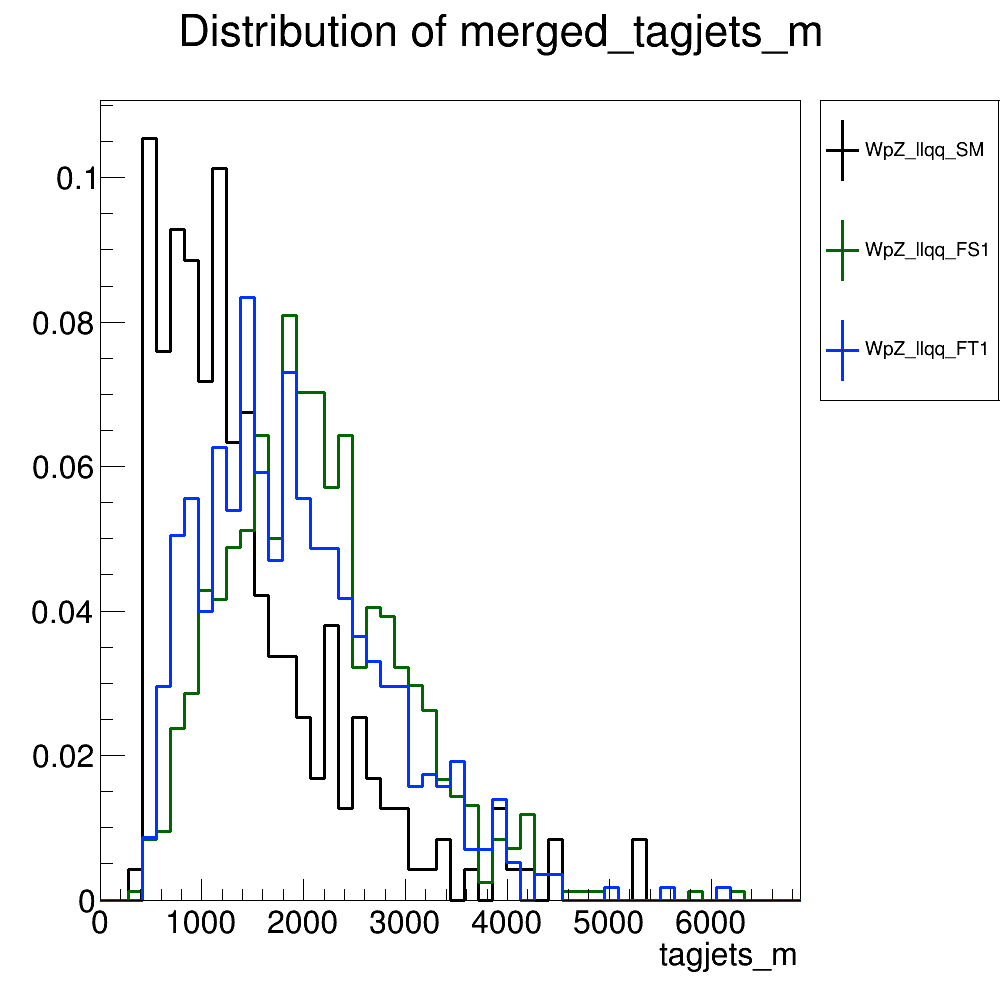 Distribution of merged_tagjets_m
WpZ_llqq_SM
WpZ_llqq_FS1
WpZ_llqq_FT1
0.1
0.08
0.06
0.04
0.02
0
0 1000 2000 3000 4000 5000 6000
tagjets_m